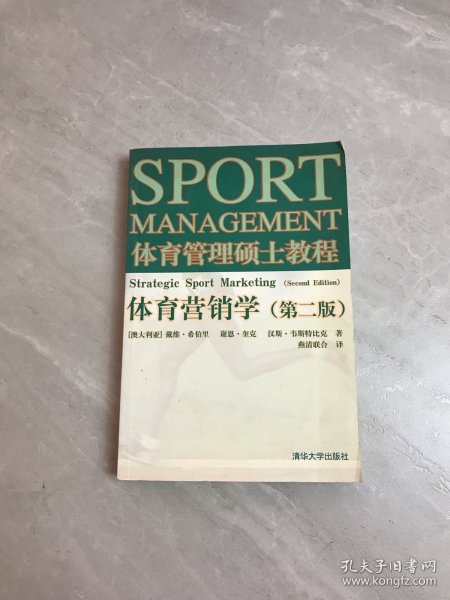 SPORT
MANAGEMENT
体育管理硕士教程
Strategic Sport Marketing (Second Edition)
体育营销学(第二版)
[澳大利亚] 戴维·希伯里 谢恩·奎克 汉斯·韦斯特比克 著
燕清联合 译
清华大学出版社
孔夫子旧书网
www.kongfz.com